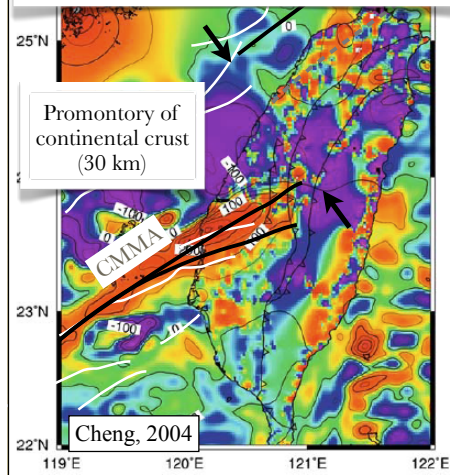 25°N
0
Promontory of
continental crust
(30 km)
-100
100
-100
0
100
CMMA
23°N
-100
0
Cheng, 2004
22°N
119°E
120°E
121°E
122°E